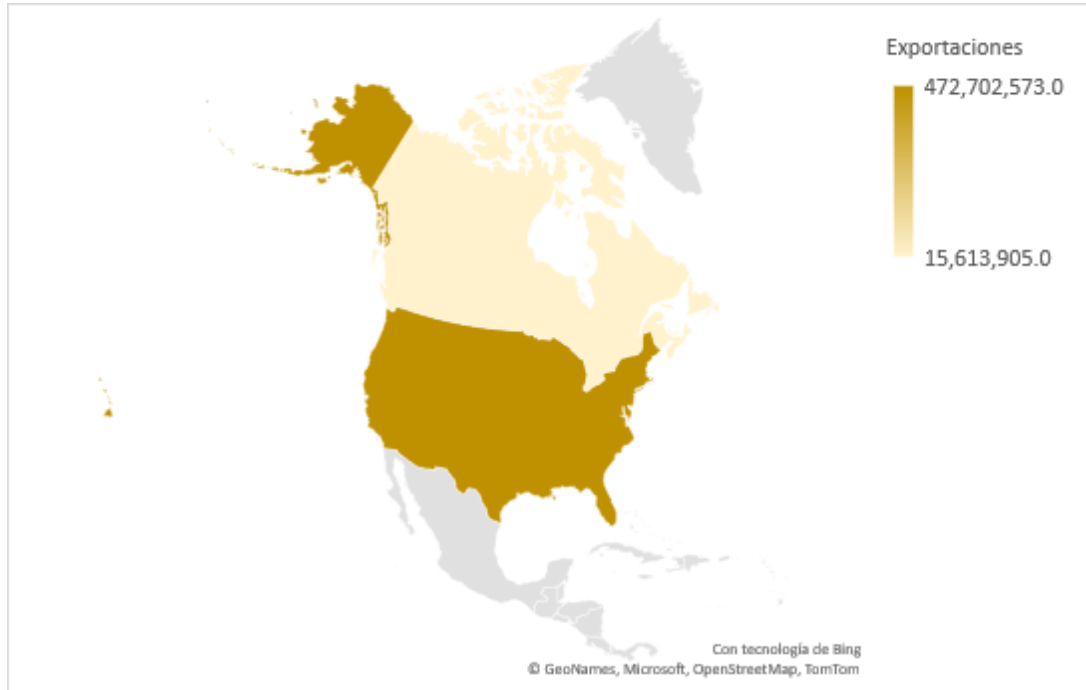 Exportaciones
472,702,573.0
15,613,905.0
Con tecnología de Bing
© GeoNames, Microsoft, OpenStreetMap, TomTom